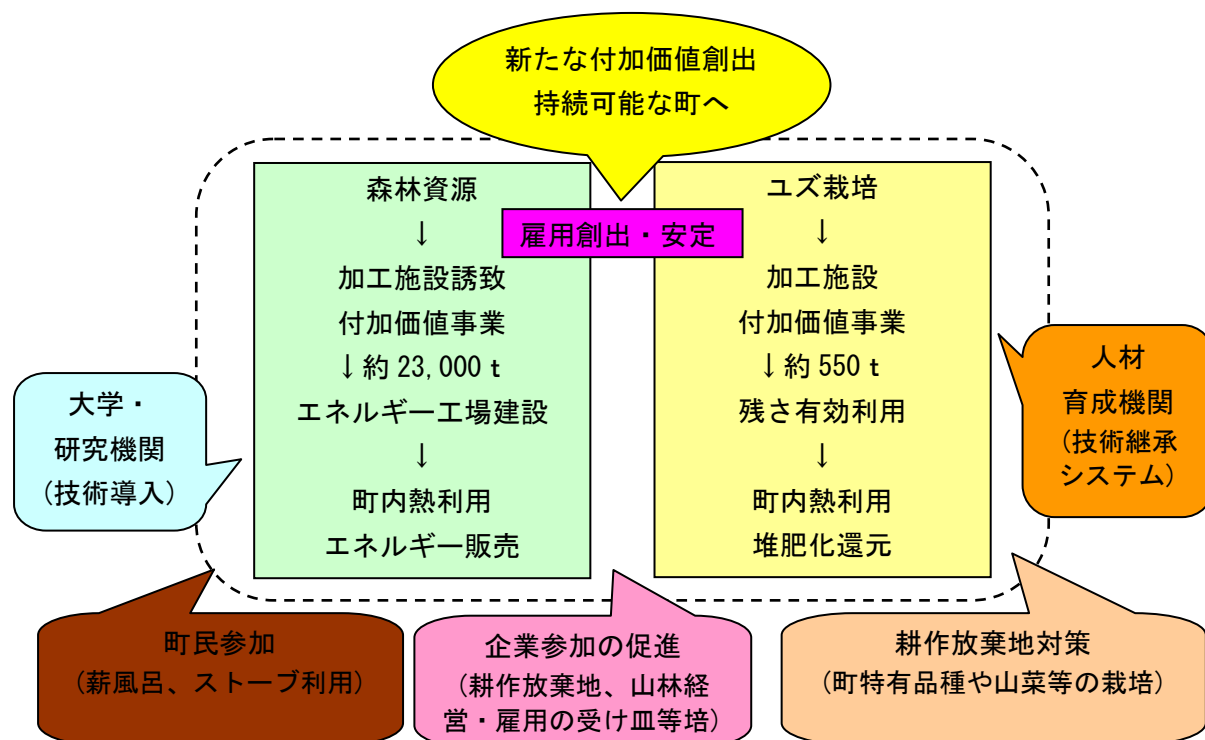 新たな付加価値創出
持続可能な町へ
雇用創出・安定
森林資源
↓
加工施設誘致
付加価値事業
↓約 23,000 t
エネルギー工場建設
↓
町内熱利用
エネルギー販売
ユズ栽培
↓
加工施設
付加価値事業
↓約 550 t
残さ有効利用
↓
町内熱利用
堆肥化還元
大学・
研究機関
(技術導入)
人材
育成機関
(技術継承
システム)
町民参加
(薪風呂、ストーブ利用)
企業参加の促進
(耕作放棄地、山林経
営・雇用の受け皿等培)
耕作放棄地対策
(町特有品種や山菜等の栽培)